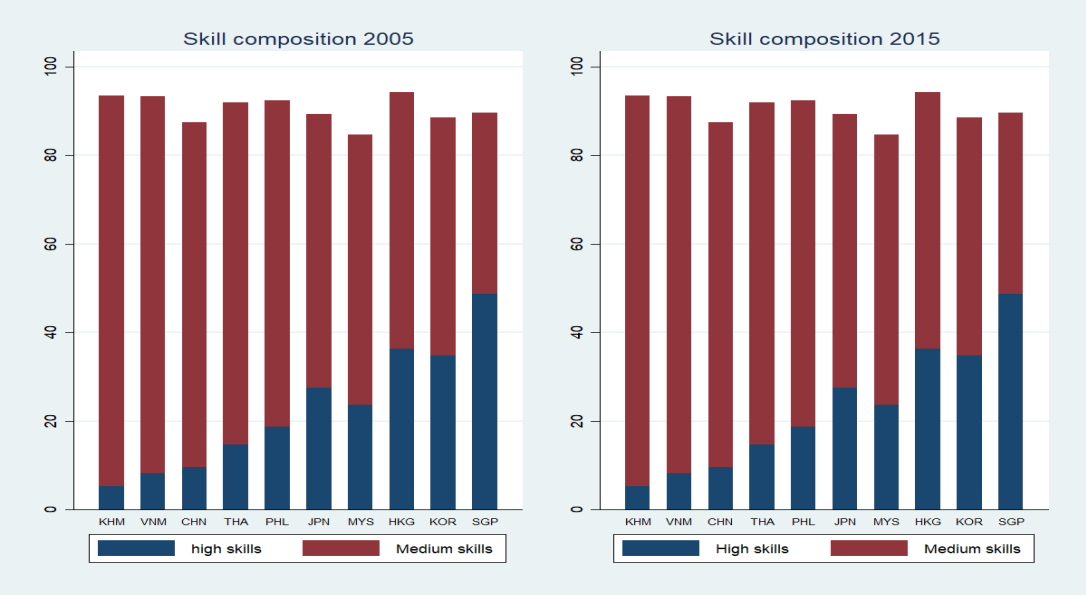 Skill composition 2005
100
80
60
40
20
0
KHM VNM CHN THA PHL JPN MYS HKG KOR SGP
high skills Medium skills
Skill composition 2015
100
80
60
40
20
0
KHM VNM CHN THA PHL JPN MYS HKG KOR SGP
High skills Medium skills